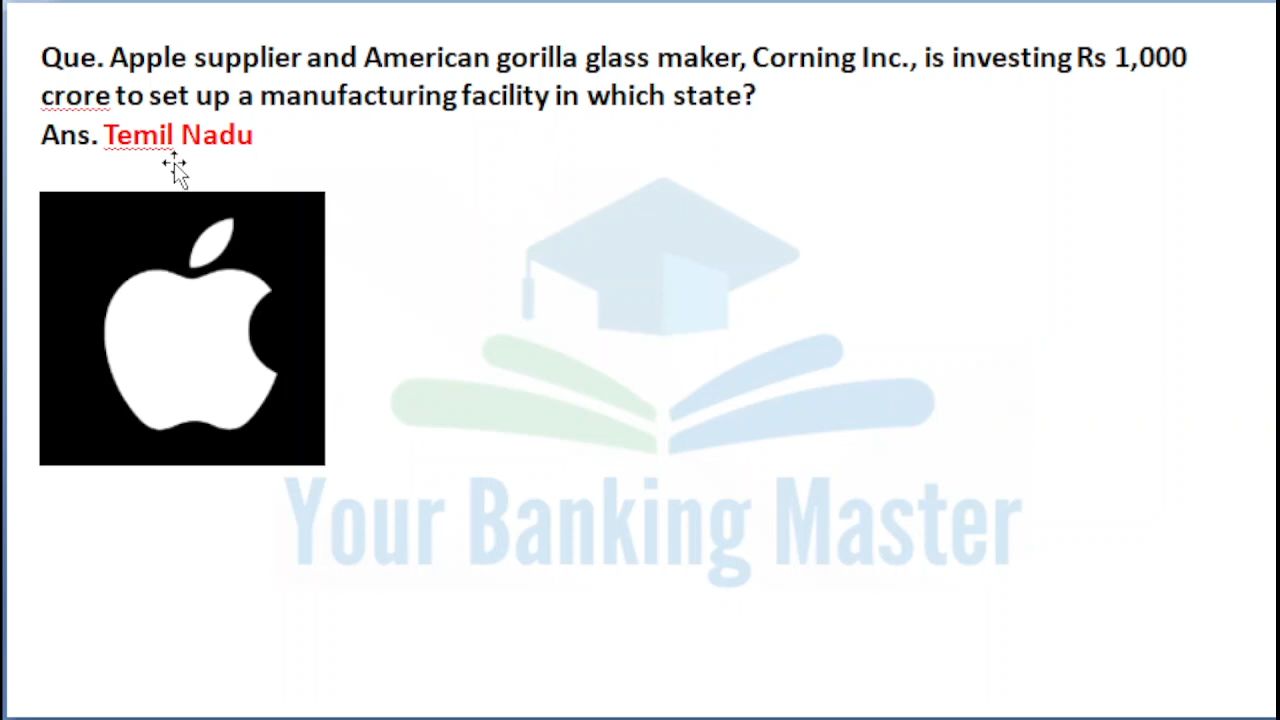 Que. Apple supplier and American gorilla glass maker, Corning Inc., is investing Rs 1,000
crore to set up a manufacturing facility in which state?
Ans. Temil Nadu
Your Banking Master